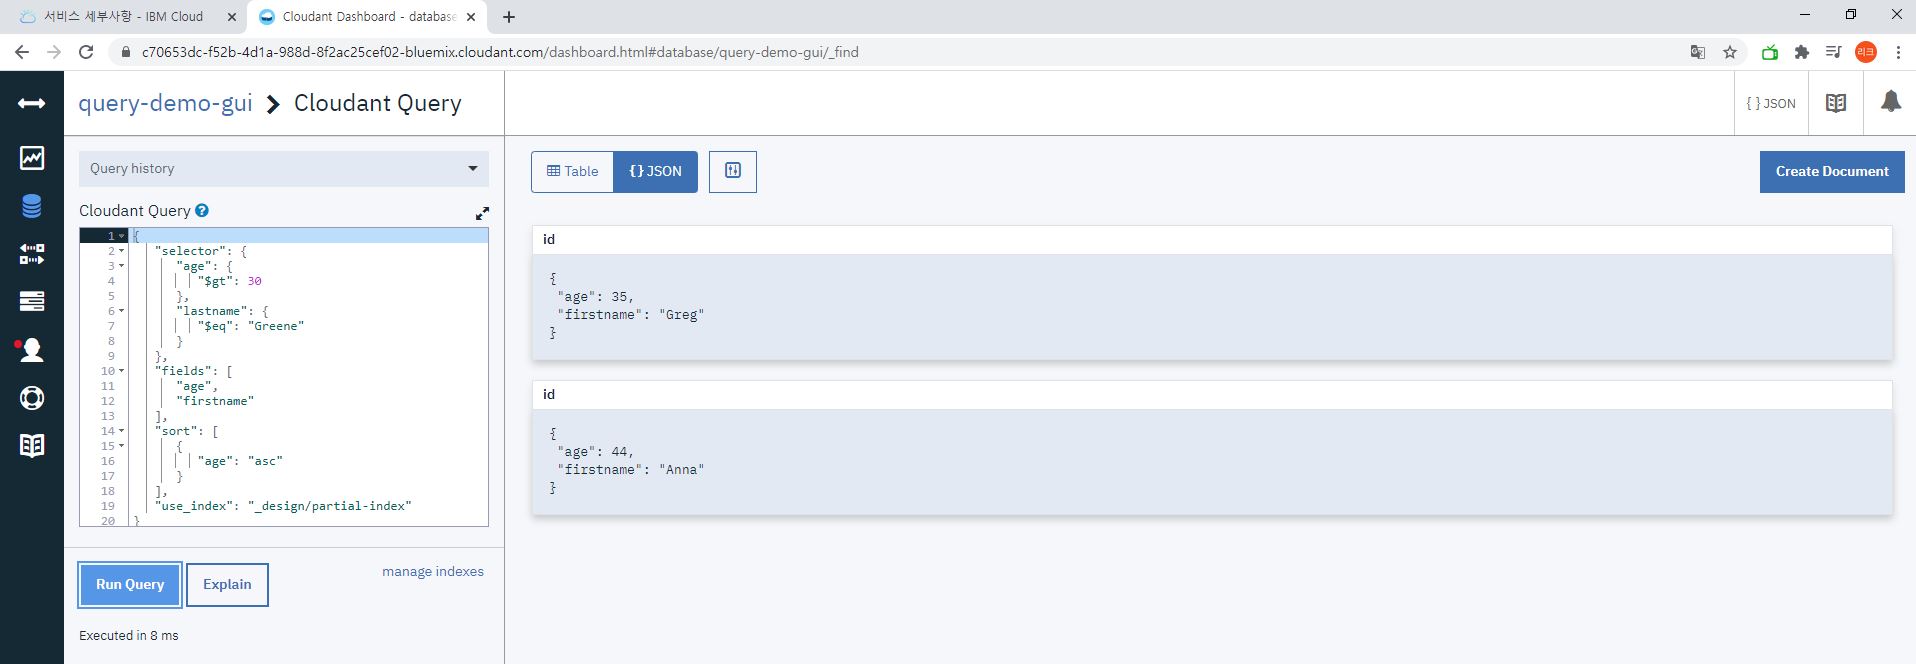 서비스 세부사항 - IBM Cloud
Cloudant Dashboard - database
c70653dc-f52b-4d1a-988d-8f2ac25cef02-bluemix.cloudant.com/dashboard.html#database/query-demo-gui/_find
리크
query-demo-gui > Cloudant Query
{ } JSON
Query history
Table
{ } JSON
Create Document
Cloudant Query
1 {
2 "selector": {
3 "age": {
4 "$gt": 30
5 },
6 "lastname": {
7 "$eq": "Greene"
8 }
9 },
10 "fields": [
11 "age",
12 "firstname"
13 ],
14 "sort": [
15 {
16 "age": "asc"
17 }
18 ],
19 "use_index": "_design/partial-index"
20 }
id
{
"age": 35,
"firstname": "Greg"
}
id
{
"age": 44,
"firstname": "Anna"
}
Run Query
Explain
manage indexes
Executed in 8 ms